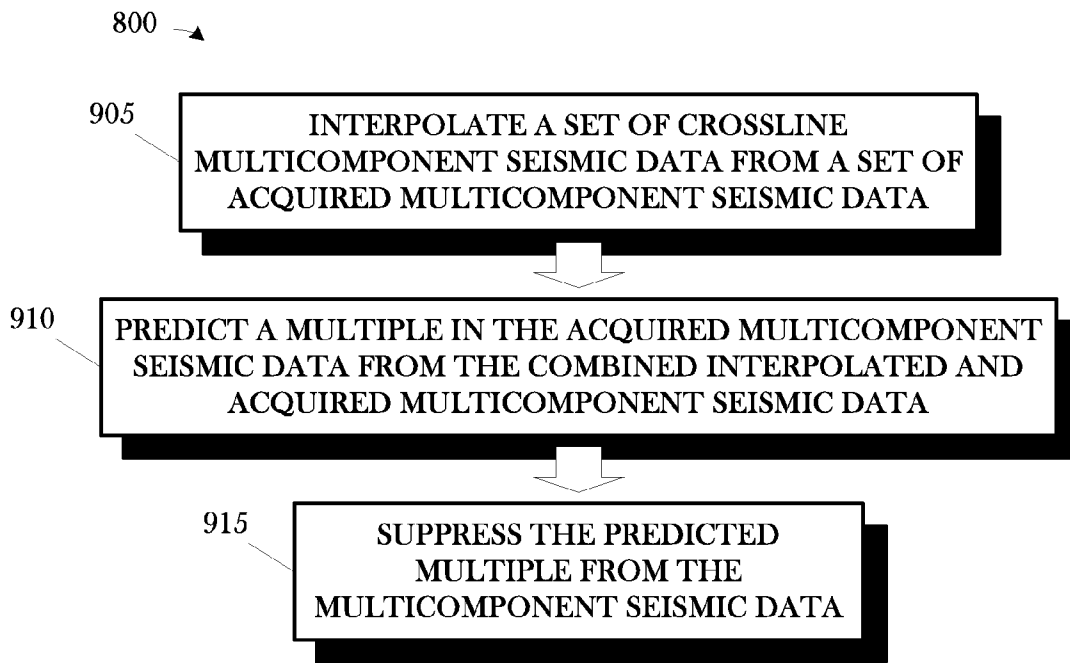 800
905
INTERPOLATE A SET OF CROSSLINE
MULTICOMPONENT SEISMIC DATA FROM A SET OF
ACQUIRED MULTICOMPONENT SEISMIC DATA
910
PREDICT A MULTIPLE IN THE ACQUIRED MULTICOMPONENT
SEISMIC DATA FROM THE COMBINED INTERPOLATED AND
ACQUIRED MULTICOMPONENT SEISMIC DATA
915
SUPPRESS THE PREDICTED
MULTIPLE FROM THE
MULTICOMPONENT SEISMIC DATA